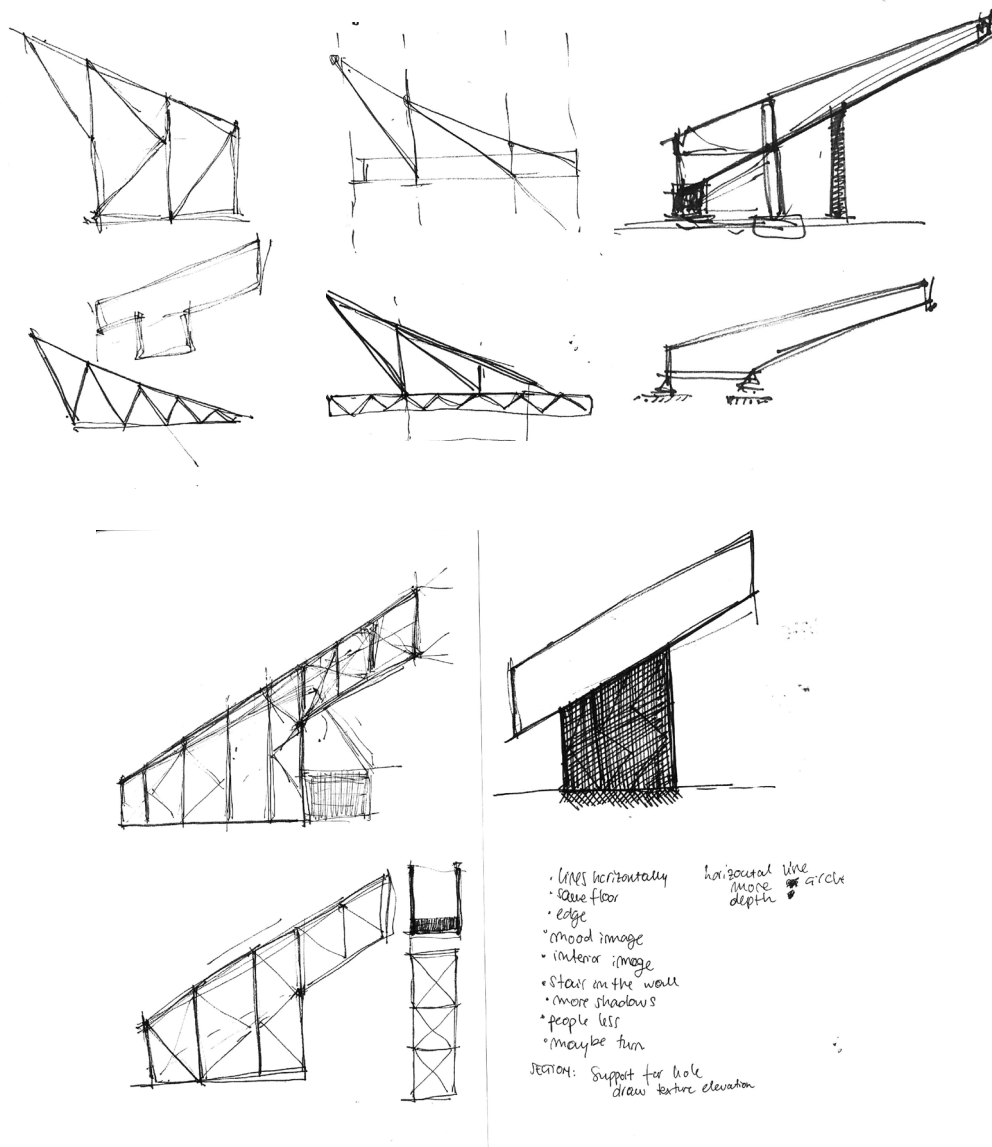 • lines horizontally
• same floor
• edge
• mood image
• interior image
• stair in the wall
• more shadows
• people less
• maybe turn
horizontal line
more circle
depth
SECTION: Support for hole
draw texture elevation